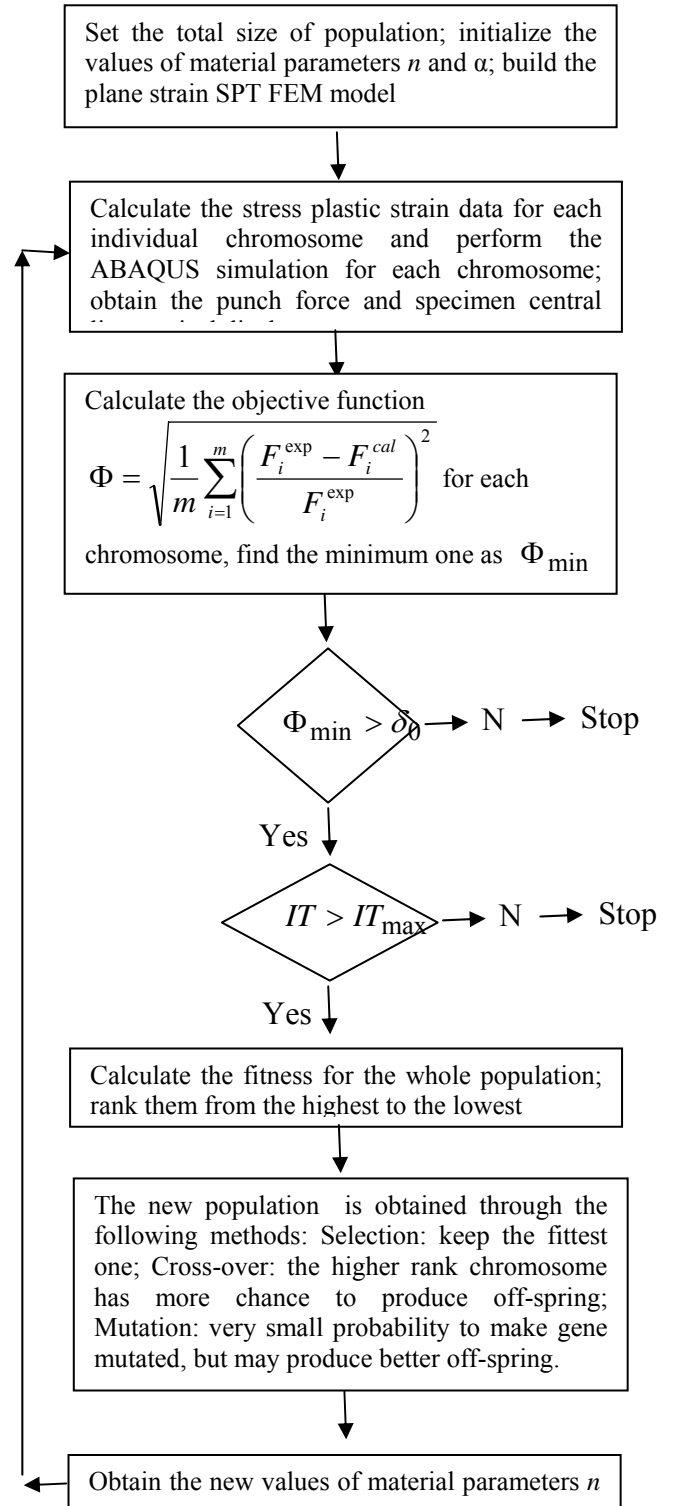 Set the total size of population; initialize the
values of material parameters n and α; build the
plane strain SPT FEM model
Calculate the stress plastic strain data for each
individual chromosome and perform the
ABAQUS simulation for each chromosome;
obtain the punch force and specimen central
Calculate the objective function
Φ = √(1/m ∑_{i=1}^{m} ((F_i^exp − F_i^cal)/F_i^exp)^2) for each
chromosome, find the minimum one as Φ_min
Φ_min > δ_0 N Stop
Yes
IT > IT_max N Stop
Yes
Calculate the fitness for the whole population;
rank them from the highest to the lowest
The new population is obtained through the
following methods: Selection: keep the fittest
one; Cross-over: the higher rank chromosome
has more chance to produce off-spring;
Mutation: very small probability to make gene
mutated, but may produce better off-spring.
Obtain the new values of material parameters n